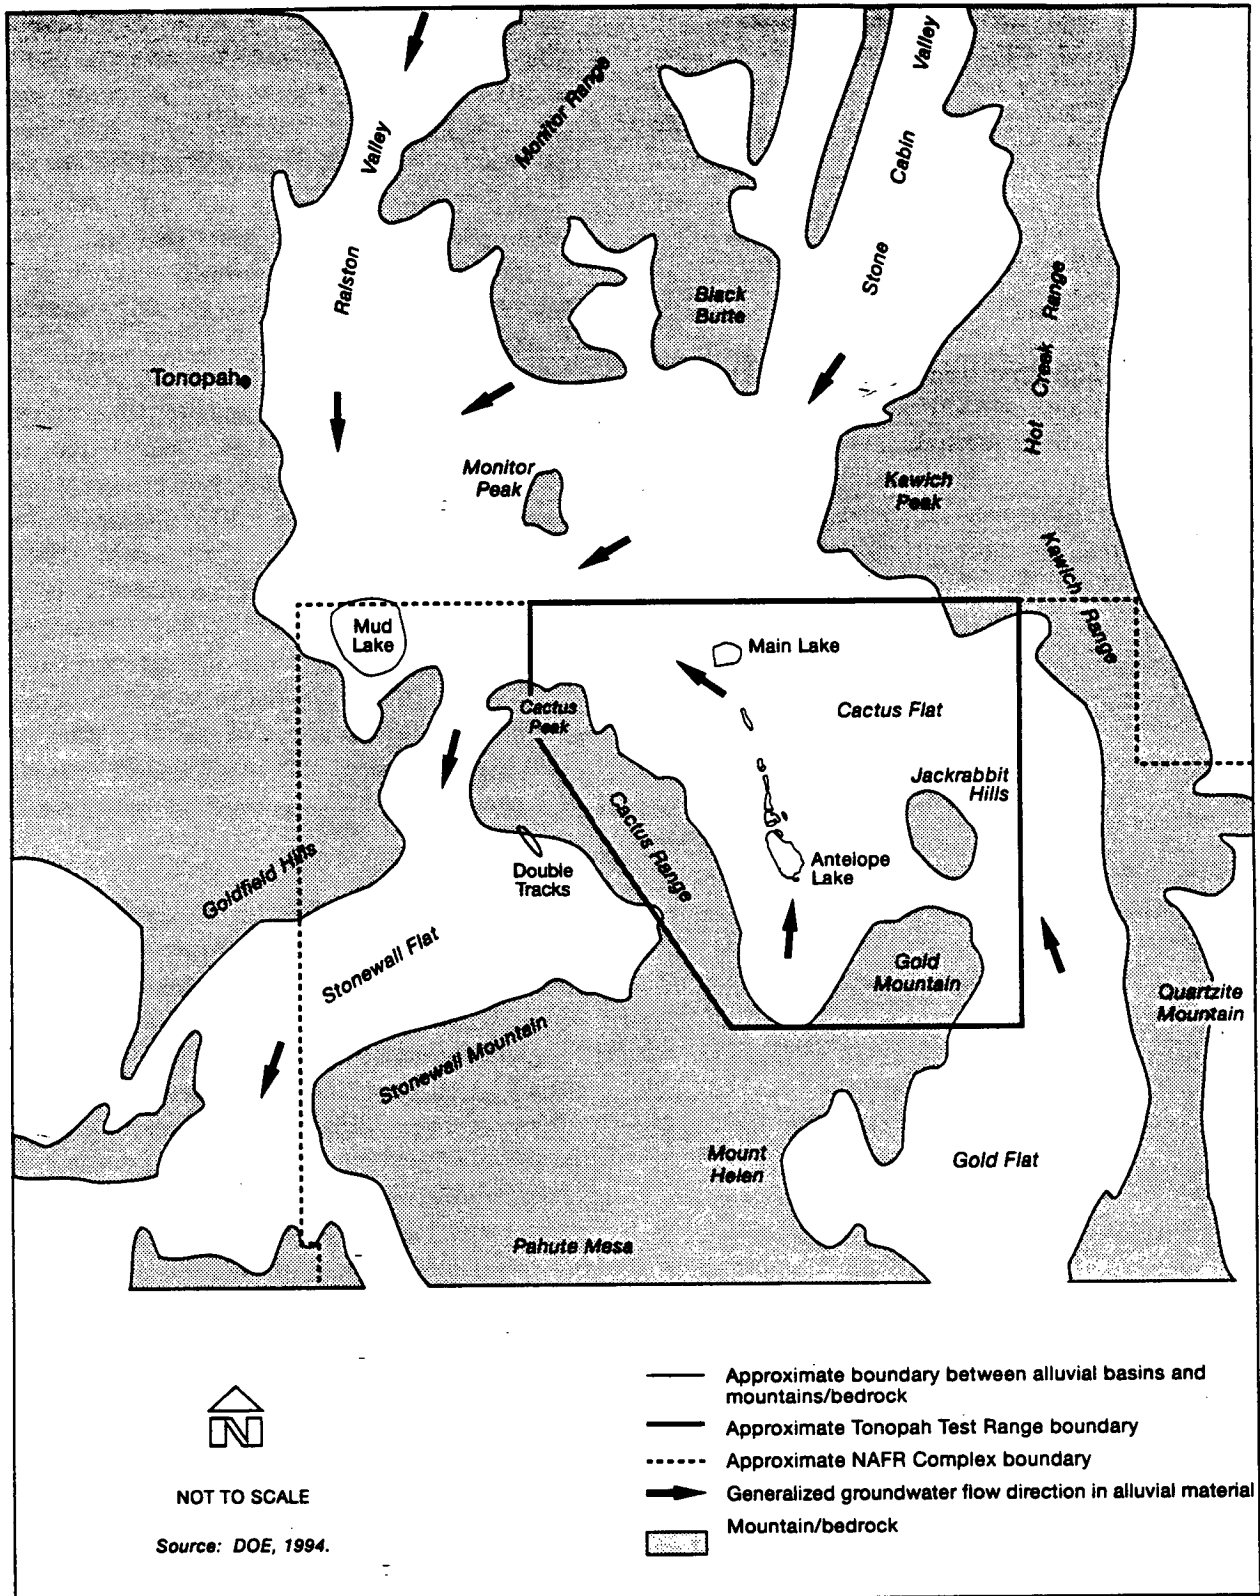 Valley
Monitor Range
Valley
Cabin
Ralston
Stone
Black
Butte
Hot Creek Range
Tonopah
Monitor
Peak
Kawich
Peak
Kawich Range
Mud
Lake
Main Lake
Cactus
Peak
Cactus Flat
Jackrabbit
Hills
Cactus Range
Goldfield Hills
Double
Tracks
Antelope
Lake
Stonewall Flat
Gold
Mountain
Quartzite
Mountain
Stonewall Mountain
Mount
Helen
Gold Flat
Pahute Mesa
N
NOT TO SCALE
Source: DOE, 1994.
Approximate boundary between alluvial basins and
mountains/bedrock
Approximate Tonopah Test Range boundary
Approximate NAFR Complex boundary
Generalized groundwater flow direction in alluvial material
Mountain/bedrock